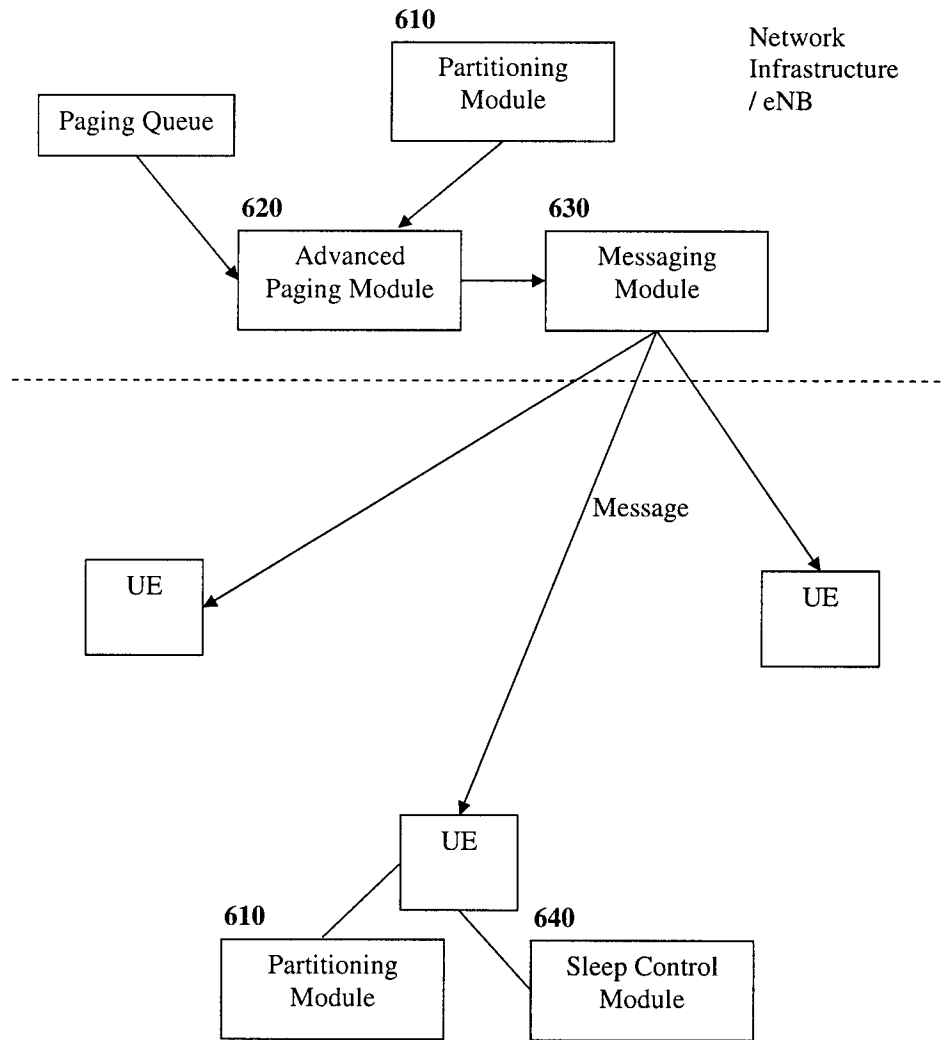 610
Partitioning
Module
Network
Infrastructure
/ eNB
Paging Queue
620
Advanced
Paging Module
630
Messaging
Module
Message
UE
UE
UE
610
Partitioning
Module
640
Sleep Control
Module